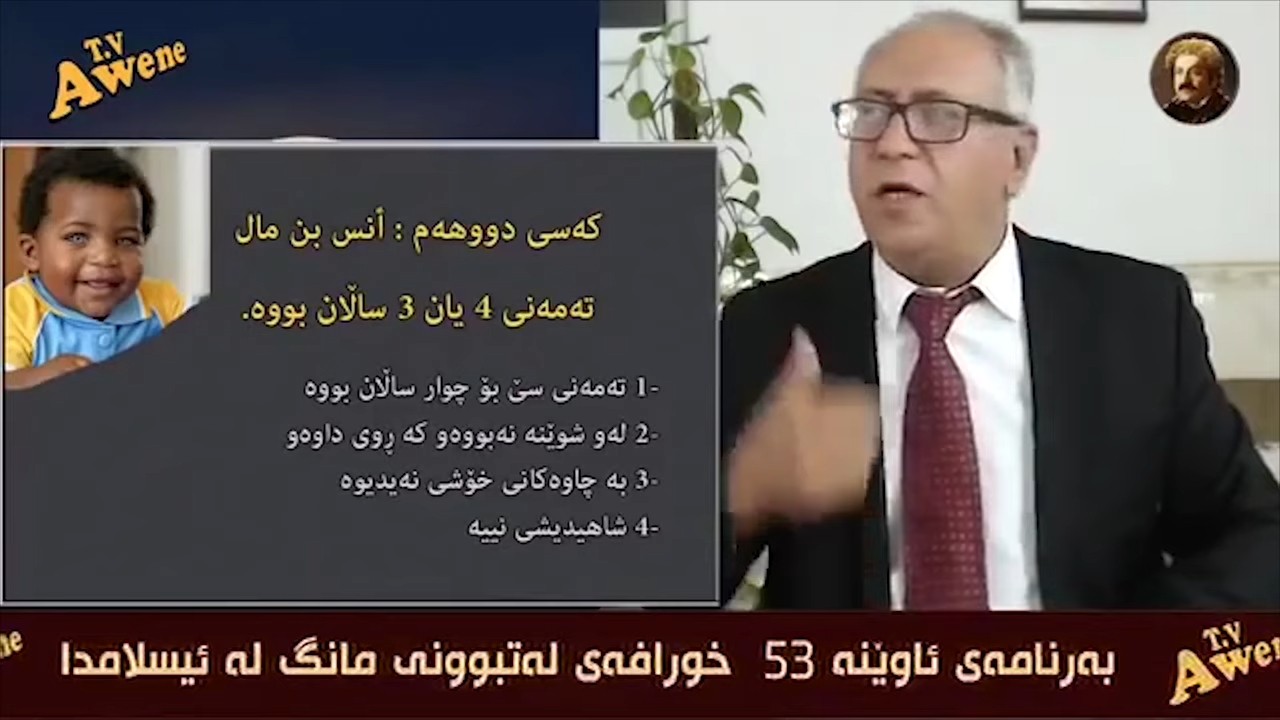 T.V
Awene
کەسی دووهەم : أنس بن مال
تەمەنی 4 یان 3 ساڵان بووە.
1- تەمەنی سێ بۆ چوار ساڵان بووە
2- لەو شوێنە نەبووەو کە ڕوی داوەو
3- بە چاوەکانی خۆشی نەیدیوە
4- شاهیدیشی نییە
بەرنامەی ئاوێنە 53 خورافەی لەتبوونی مانگ لە ئیسلامدا
T.V
Awene